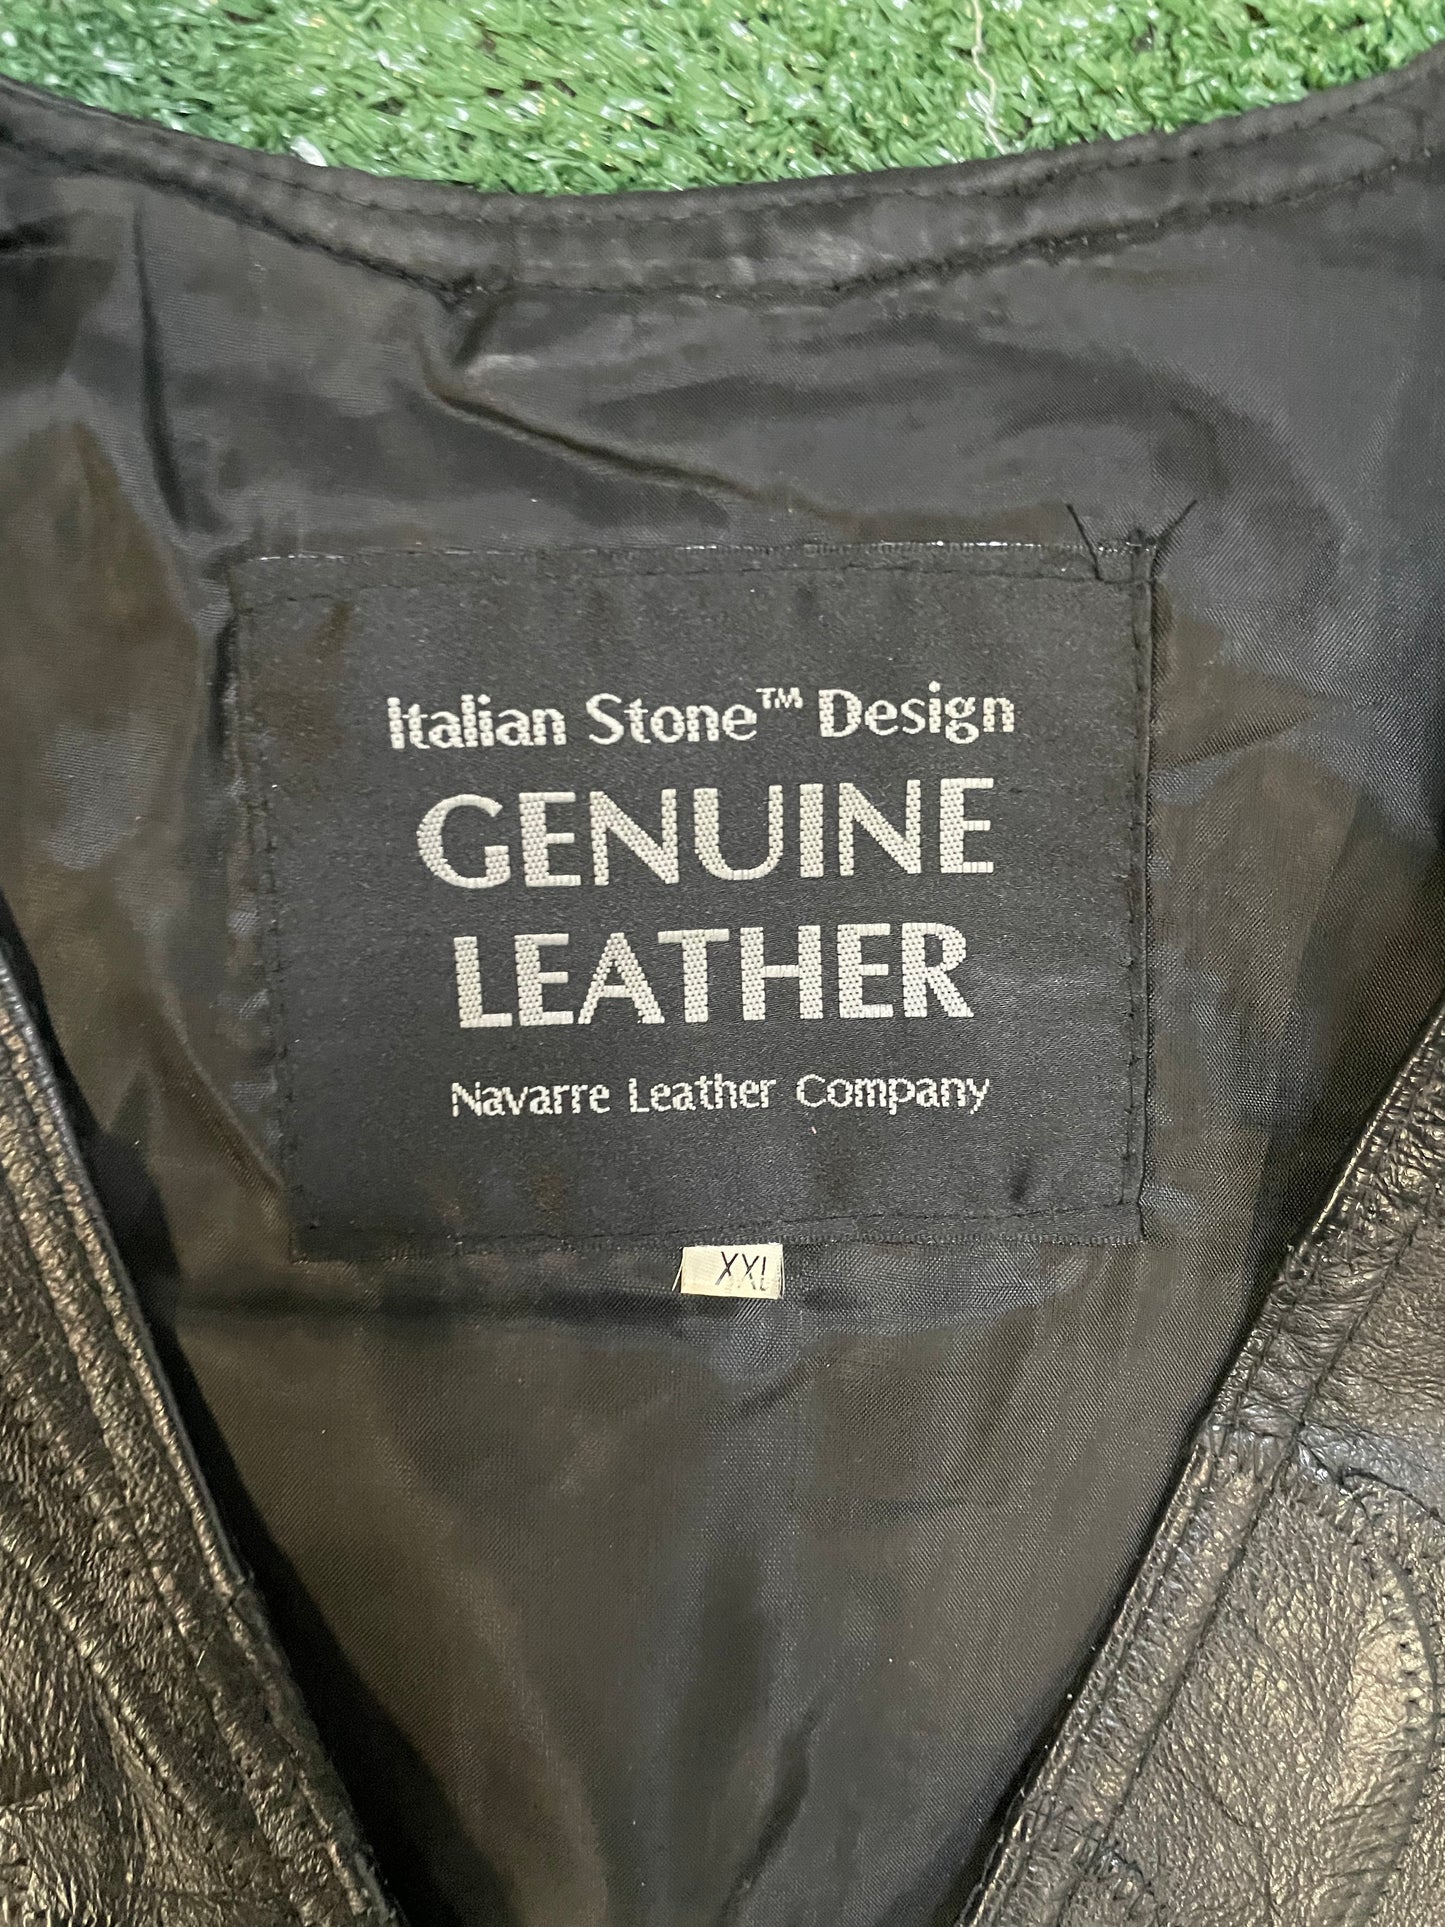 Italian Stone™ Design
GENUINE
LEATHER
Navarre Leather Company
XXL